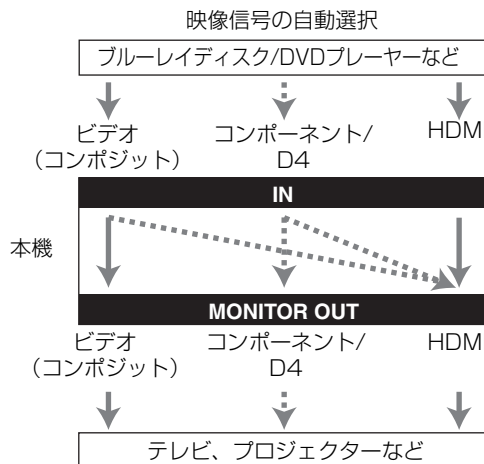 映像信号の自動選択
ブルーレイディスク/DVDプレーヤーなど
ビデオ
(コンポジット)
コンポーネント/
D4
HDM
IN
本機
MONITOR OUT
ビデオ
(コンポジット)
コンポーネント/
D4
HDM
テレビ、プロジェクターなど